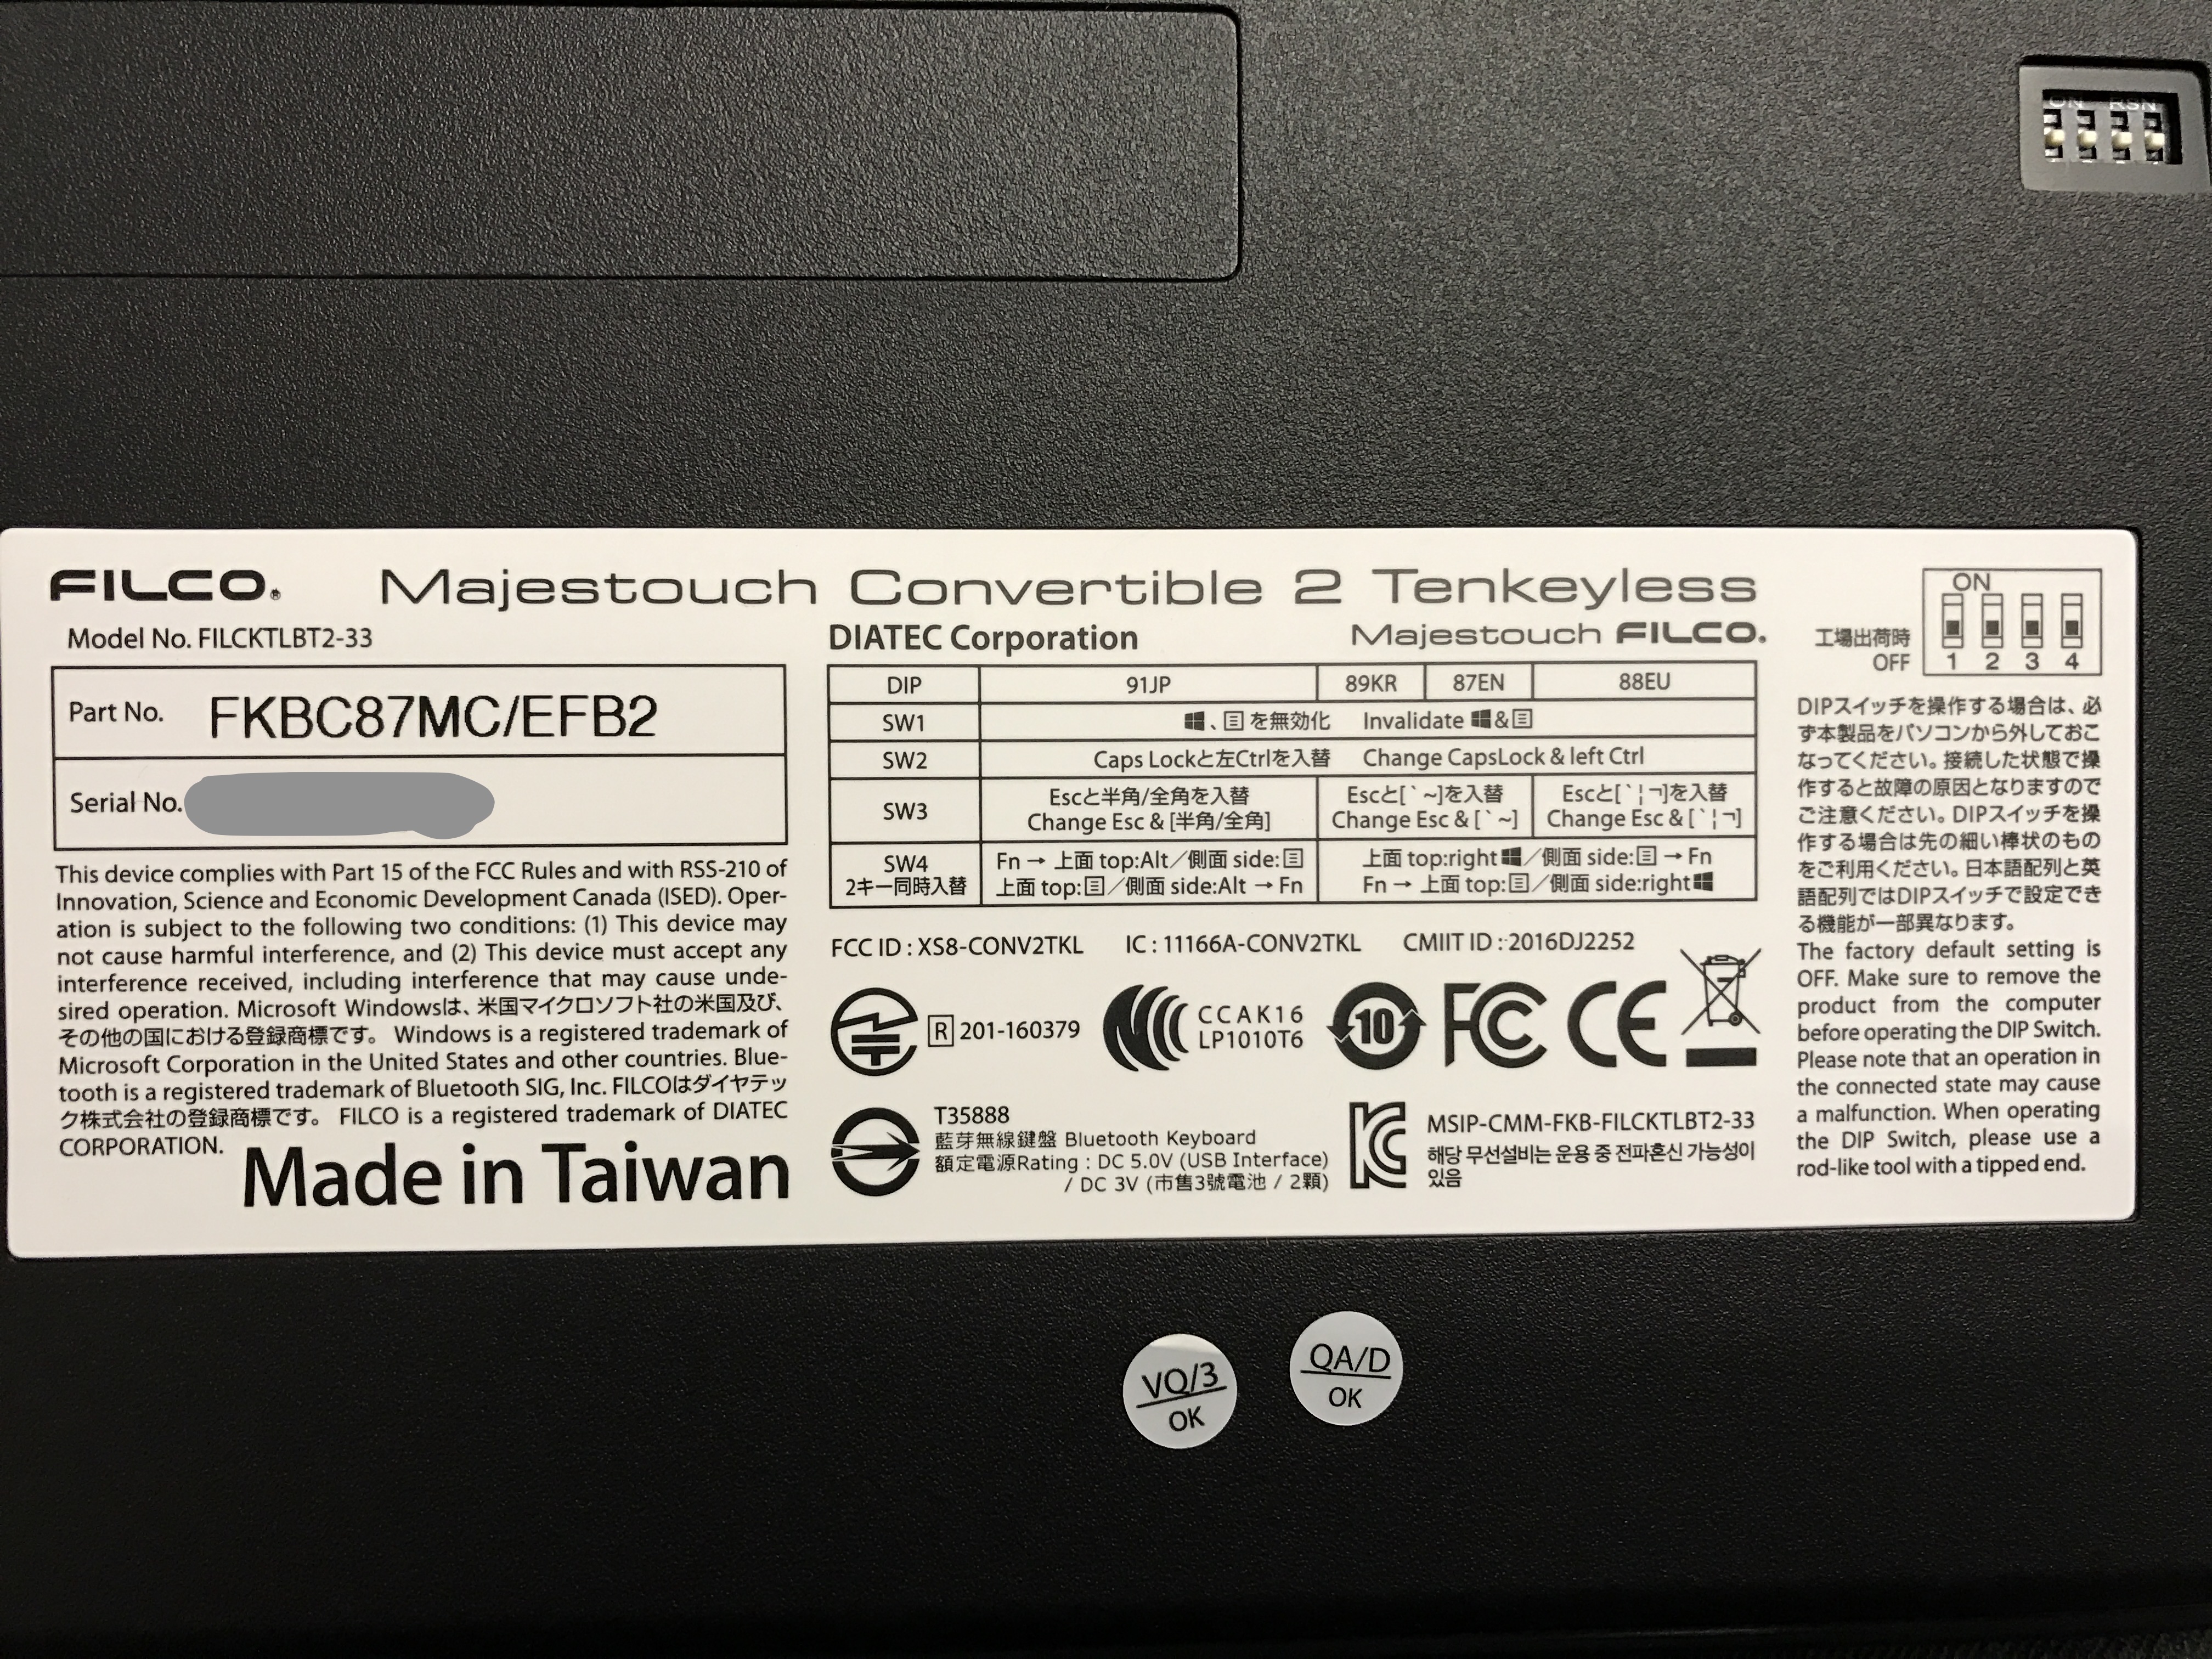 ON RSN
FILCO®
Majestouch Convertible 2 Tenkeyless
Model No. FILCKTLBT2-33
Part No. FKBC87MC/EFB2
Serial No.
This device complies with Part 15 of the FCC Rules and with RSS-210 of
Innovation, Science and Economic Development Canada (ISED). Oper-
ation is subject to the following two conditions: (1) This device may
not cause harmful interference, and (2) This device must accept any
interference received, including interference that may cause unde-
sired operation. Microsoft Windowsは、米国マイクロソフト社の米国及び、
その他の国における登録商標です。 Windows is a registered trademark of
Microsoft Corporation in the United States and other countries. Blue-
tooth is a registered trademark of Bluetooth SIG, Inc. FILCOはダイヤテッ
ク株式会社の登録商標です。 FILCO is a registered trademark of DIATEC
CORPORATION.
Made in Taiwan
DIATEC Corporation
Majestouch FILCO.
DIP 91JP 89KR 87EN 88EU
SW1 、を無効化 Invalidate &
SW2 Caps Lockと左Ctrlを入替 Change CapsLock & left Ctrl
SW3
Escと半角/全角を入替
Change Esc & [半角/全角]
Escと[`~]を入替
Change Esc & [`~]
Escと[`¦¬]を入替
Change Esc & [`¦¬]
SW4
2キー同時入替
Fn → 上面 top:Alt／側面 side:
上面 top:／側面 side:Alt → Fn
上面 top:right／側面 side: → Fn
Fn → 上面 top:／側面 side:right
FCC ID : XS8-CONV2TKL IC : 11166A-CONV2TKL CMIIT ID : 2016DJ2252
R 201-160379
CCAK16
LP1010T6
10
FC CE
T35888
藍芽無線鍵盤 Bluetooth Keyboard
額定電源Rating : DC 5.0V (USB Interface)
/ DC 3V (市售3號電池 / 2顆)
MSIP-CMM-FKB-FILCKTLBT2-33
해당 무선설비는 운용 중 전파혼신 가능성이
있음
工場出荷時
OFF
ON
1 2 3 4
DIPスイッチを操作する場合は、必
ず本製品をパソコンから外しておこ
なってください。接続した状態で操
作すると故障の原因となりますので
ご注意ください。DIPスイッチを操
作する場合は先の細い棒状のもの
をご利用ください。日本語配列と英
語配列ではDIPスイッチで設定でき
る機能が一部異なります。
The factory default setting is
OFF. Make sure to remove the
product from the computer
before operating the DIP Switch.
Please note that an operation in
the connected state may cause
a malfunction. When operating
the DIP Switch, please use a
rod-like tool with a tipped end.
VQ/3
OK
QA/D
OK